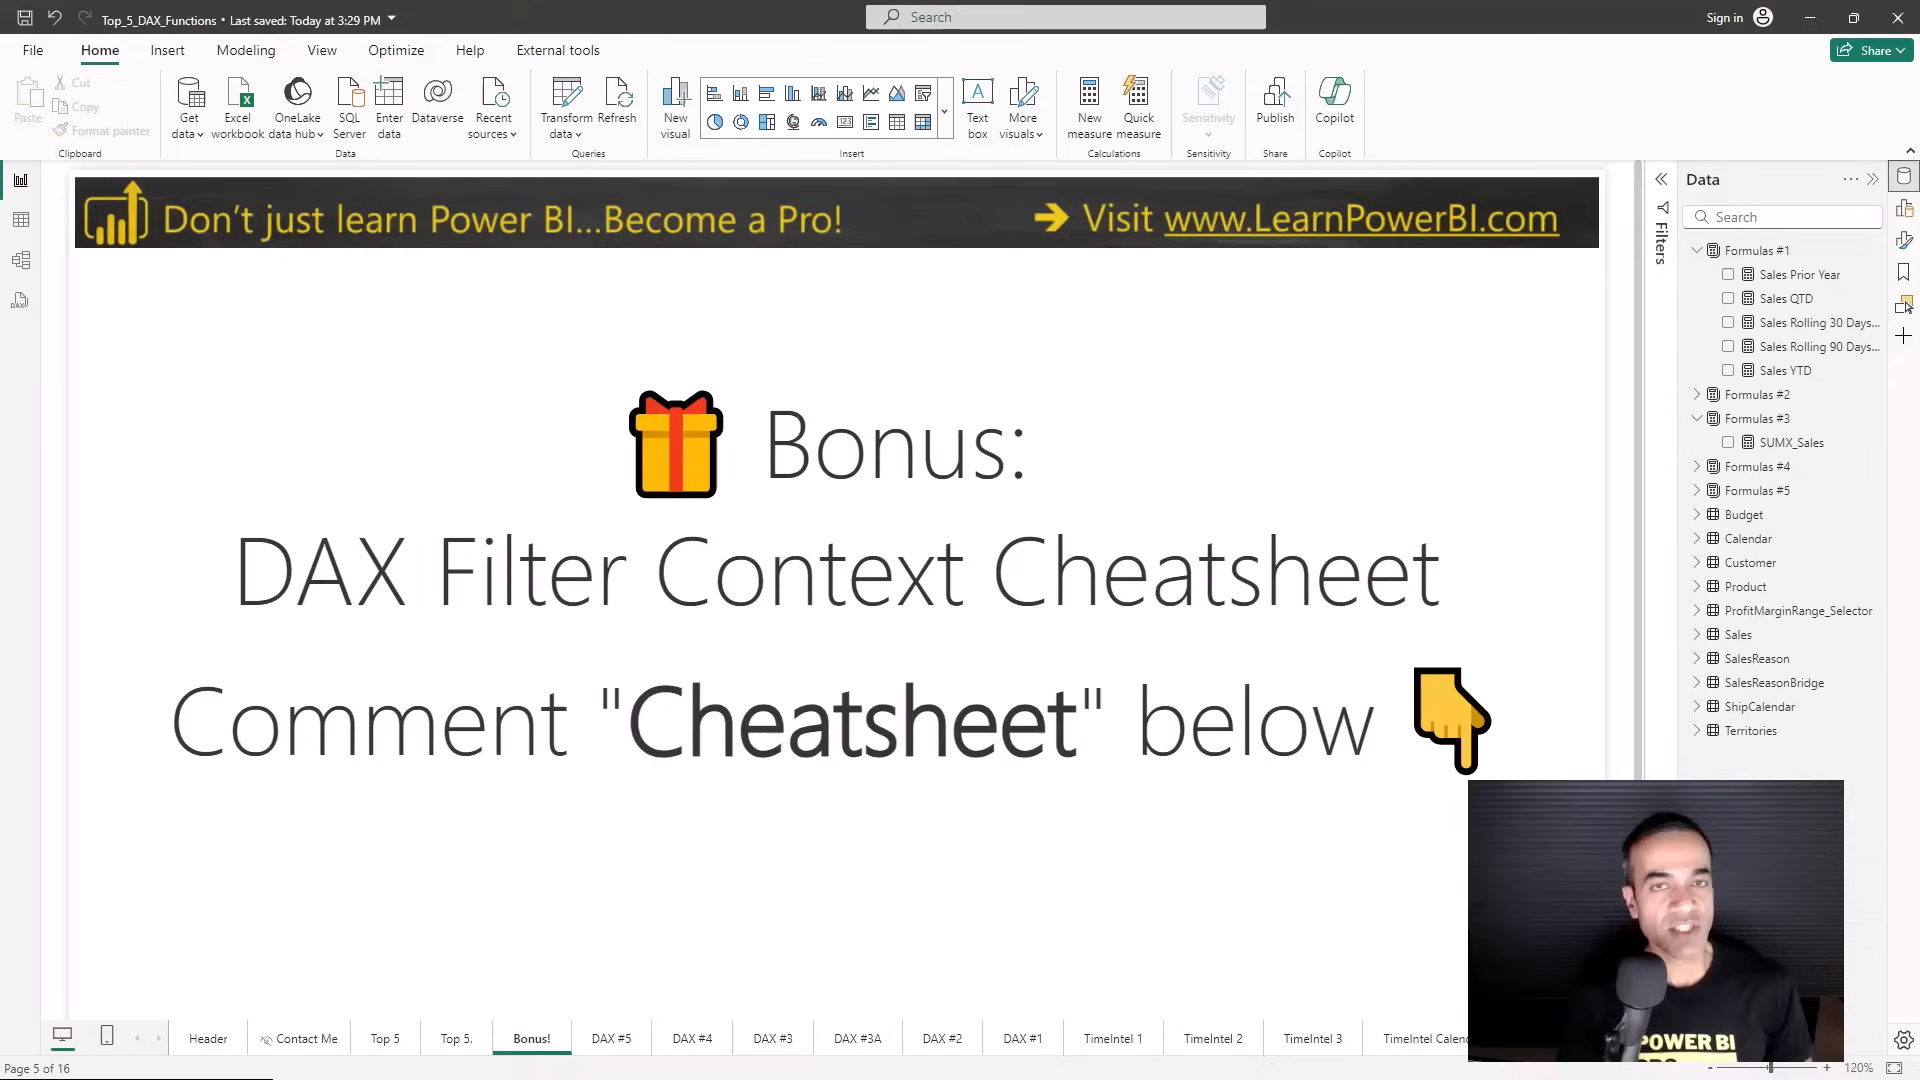 Top_5_DAX_Functions • Last saved: Today at 3:29 PM
Search
Sign in
File
Home
Insert
Modeling
View
Optimize
Help
External tools
Share
Paste
Cut
Copy
Format painter
Clipboard
Get data
Excel workbook
OneLake data hub
SQL Server
Enter data
Dataverse
Recent sources
Data
Transform data
Refresh
Queries
New visual
Text box
More visuals
Insert
New measure
Quick measure
Calculations
Sensitivity
Sensitivity
Publish
Share
Copilot
Copilot
Don't just learn Power BI...Become a Pro!
Visit www.LearnPowerBI.com
Bonus:
DAX Filter Context Cheatsheet
Comment "Cheatsheet" below
Filters
Data
Search
Formulas #1
Sales Prior Year
Sales QTD
Sales Rolling 30 Days...
Sales Rolling 90 Days...
Sales YTD
Formulas #2
Formulas #3
SUMX_Sales
Formulas #4
Formulas #5
Budget
Calendar
Customer
Product
ProfitMarginRange_Selector
Sales
SalesReason
SalesReasonBridge
ShipCalendar
Territories
POWER BI
Header
Contact Me
Top 5
Top 5.
Bonus!
DAX #5
DAX #4
DAX #3
DAX #3A
DAX #2
DAX #1
TimeIntel 1
TimeIntel 2
TimeIntel 3
TimeIntel Calend
Page 5 of 16
120%